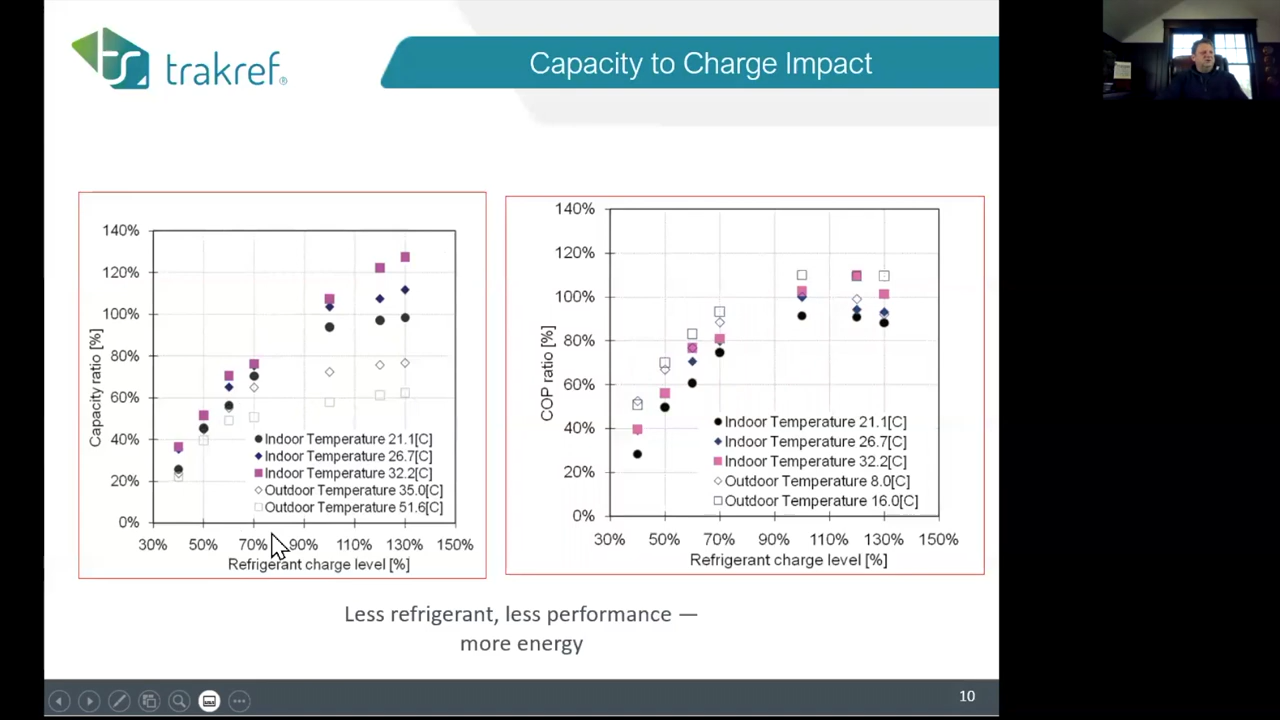 trakref®
Capacity to Charge Impact
140%
120%
100%
80%
60%
40%
20%
0%
Capacity ratio [%]
Indoor Temperature 21.1[C]
Indoor Temperature 26.7[C]
Indoor Temperature 32.2[C]
Outdoor Temperature 35.0[C]
Outdoor Temperature 51.6[C]
30% 50% 70% 90% 110% 130% 150%
Refrigerant charge level [%]
140%
120%
100%
80%
60%
40%
20%
0%
COP ratio [%]
Indoor Temperature 21.1[C]
Indoor Temperature 26.7[C]
Indoor Temperature 32.2[C]
Outdoor Temperature 8.0[C]
Outdoor Temperature 16.0[C]
30% 50% 70% 90% 110% 130% 150%
Refrigerant charge level [%]
Less refrigerant, less performance —
more energy
10